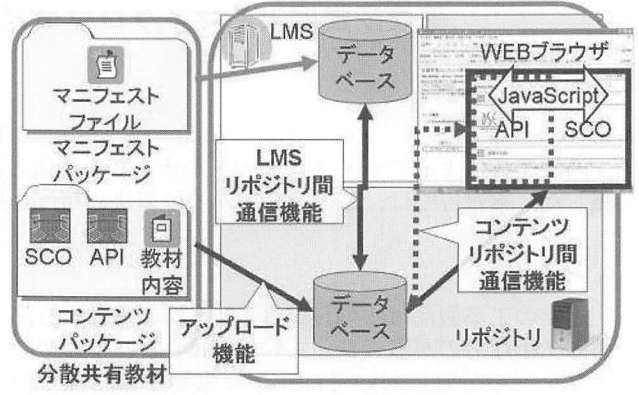 マニフェスト
ファイル
マニフェスト
パッケージ
SCO
API
教材
内容
コンテンツ
パッケージ
分散共有教材
LMS
データ
ベース
LMS
リポジトリ間
通信機能
アップロード
機能
データ
ベース
WEBブラウザ
JavaScript
API
SCO
コンテンツ
リポジトリ間
通信機能
リポジトリ